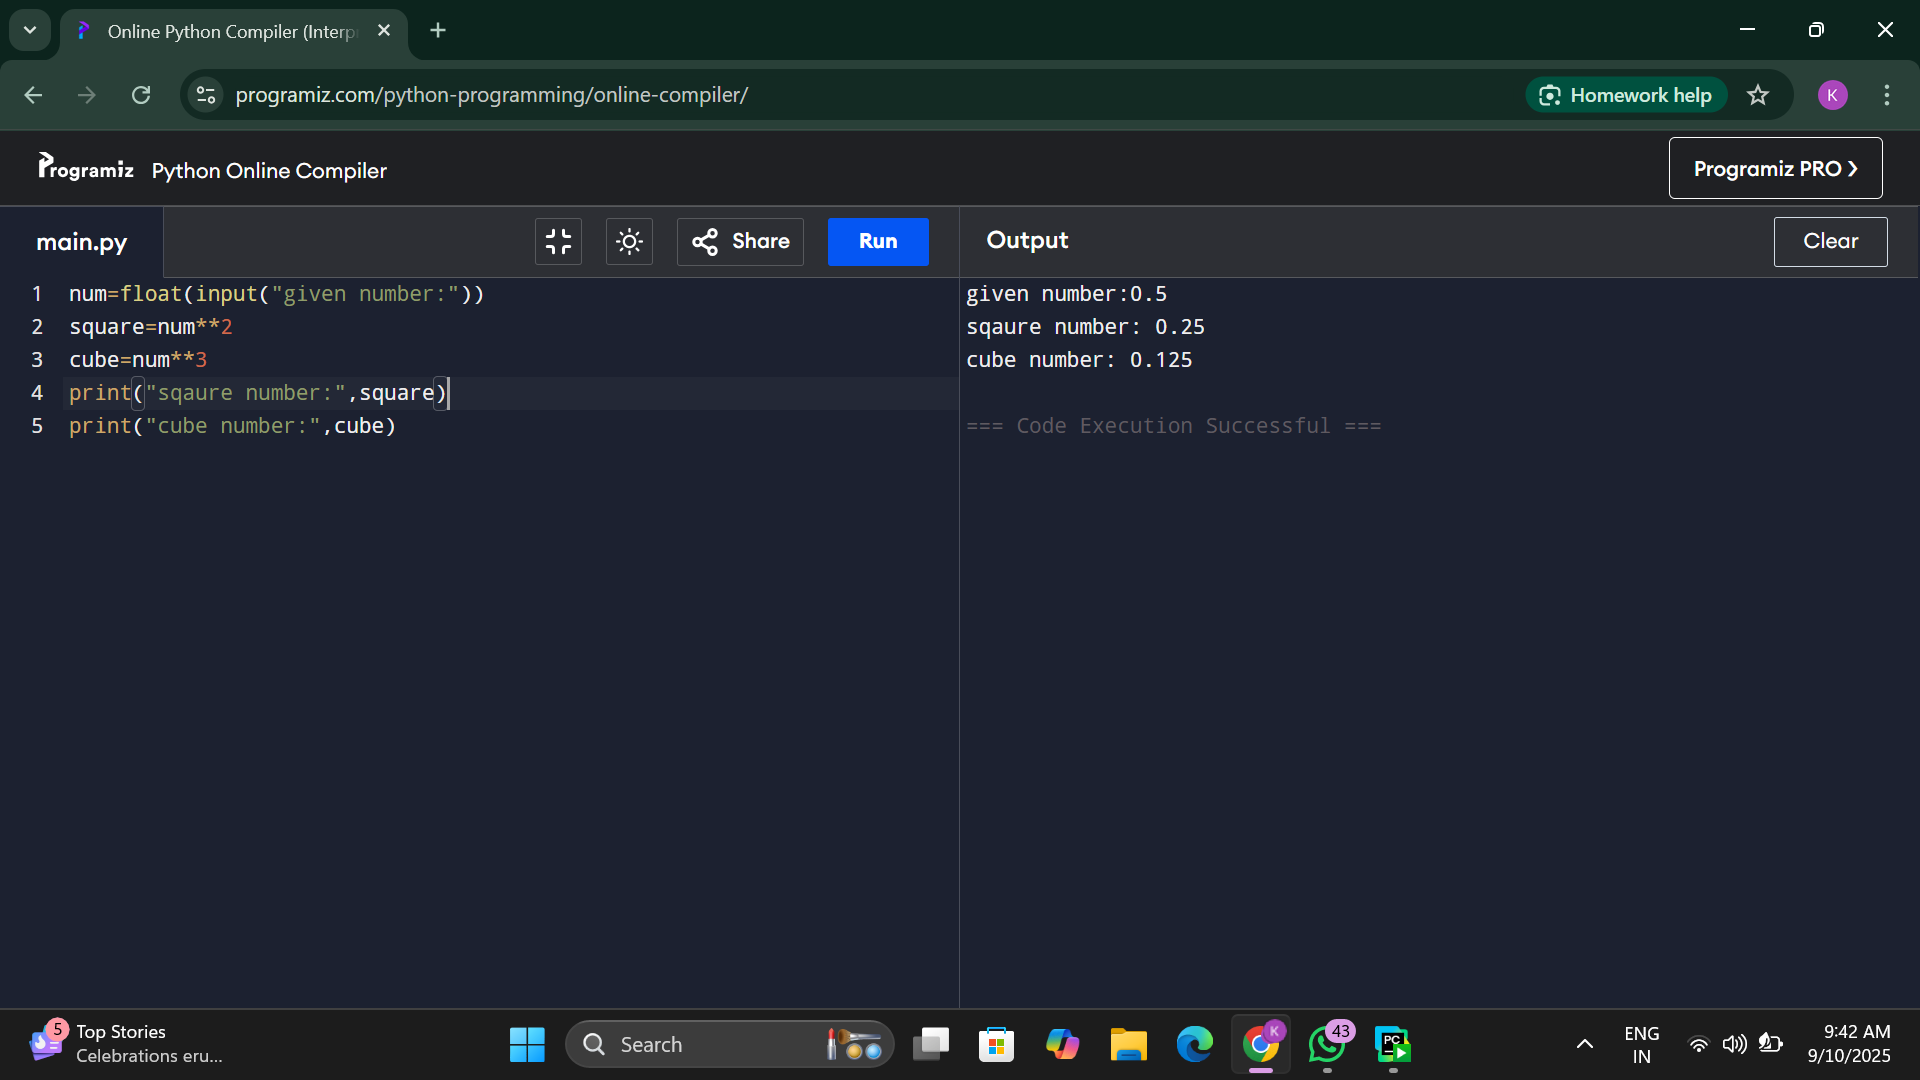 Online Python Compiler (Interp
programiz.com/python-programming/online-compiler/
Homework help
K
Programiz Python Online Compiler
Programiz PRO ❯
main.py
Share
Run
Output
Clear
1 num=float(input("given number:"))
2 square=num**2
3 cube=num**3
4 print("sqaure number:",square)
5 print("cube number:",cube)
given number:0.5
sqaure number: 0.25
cube number: 0.125
=== Code Execution Successful ===
5
Top Stories
Celebrations eru...
Search
K
43
PC
ENG
IN
9:42 AM
9/10/2025